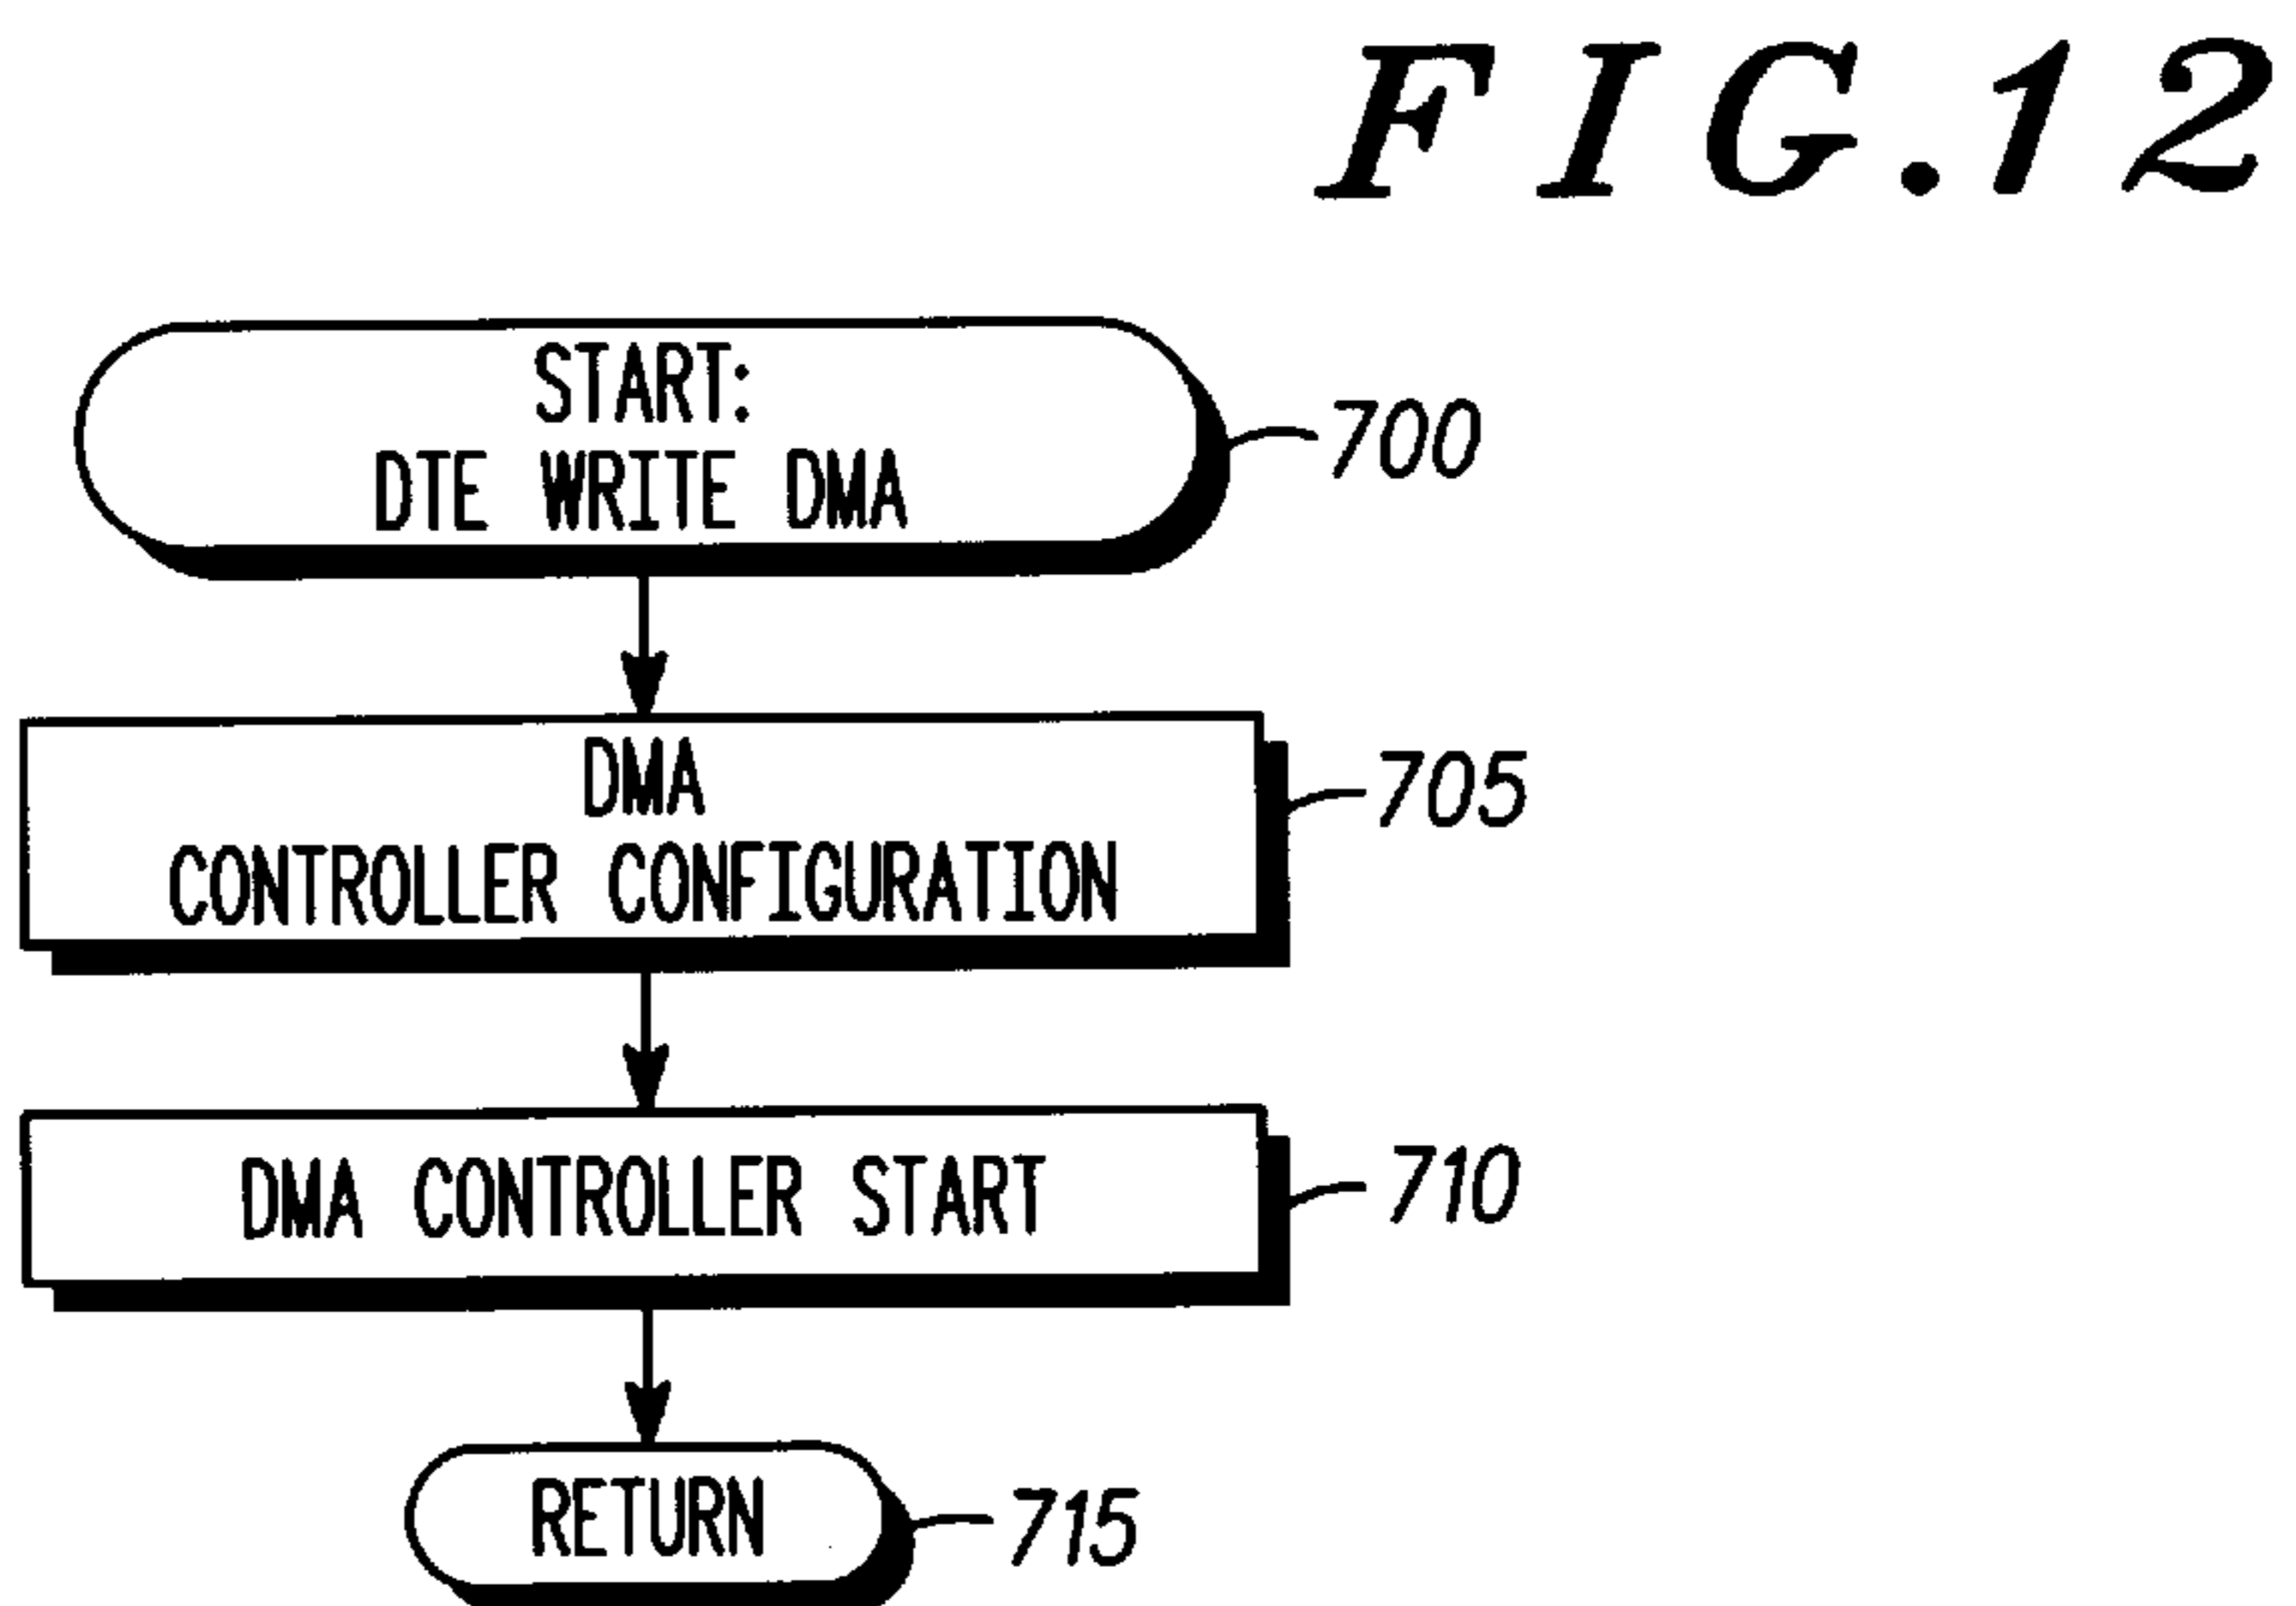 FIG.12
START:
DTE WRITE DMA
700
DMA
CONTROLLER CONFIGURATION
705
DMA CONTROLLER START
710
RETURN
715